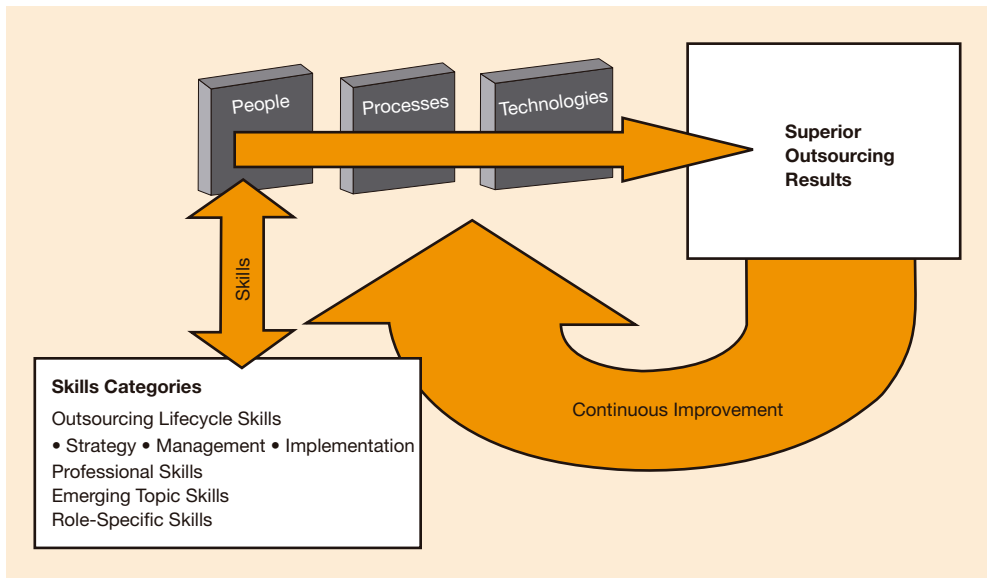 People
Processes
Technologies
Superior
Outsourcing
Results
Skills
Continuous Improvement
Skills Categories
Outsourcing Lifecycle Skills
• Strategy • Management • Implementation
Professional Skills
Emerging Topic Skills
Role-Specific Skills